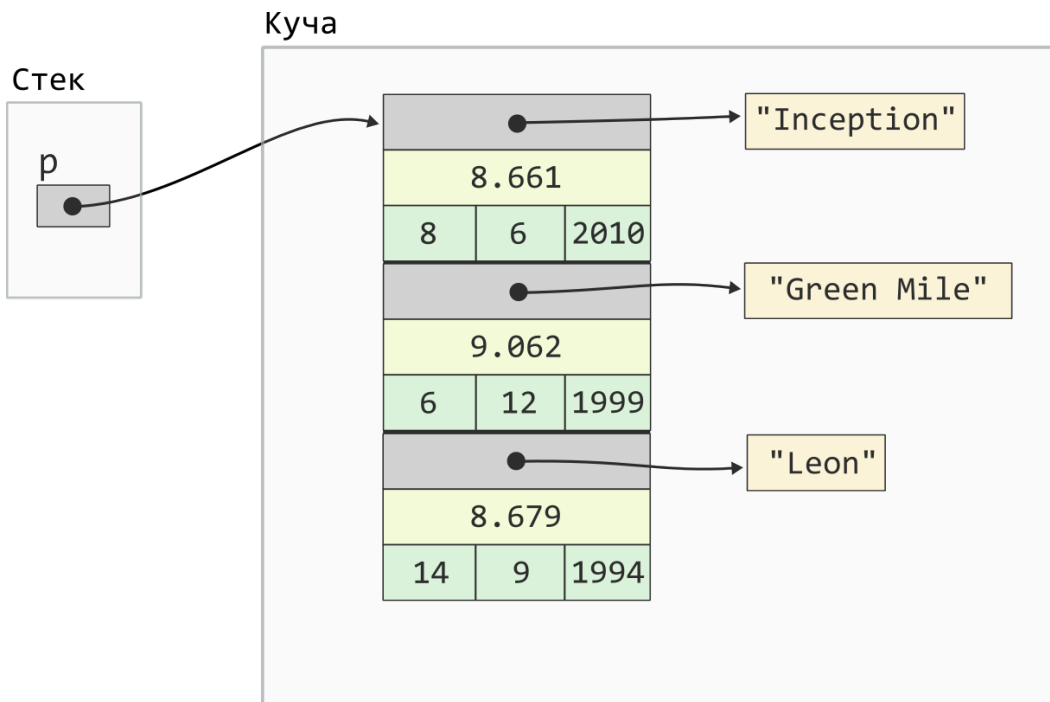 Куча
Стек
p
"Inception"
8.661
8 6 2010
"Green Mile"
9.062
6 12 1999
"Leon"
8.679
14 9 1994